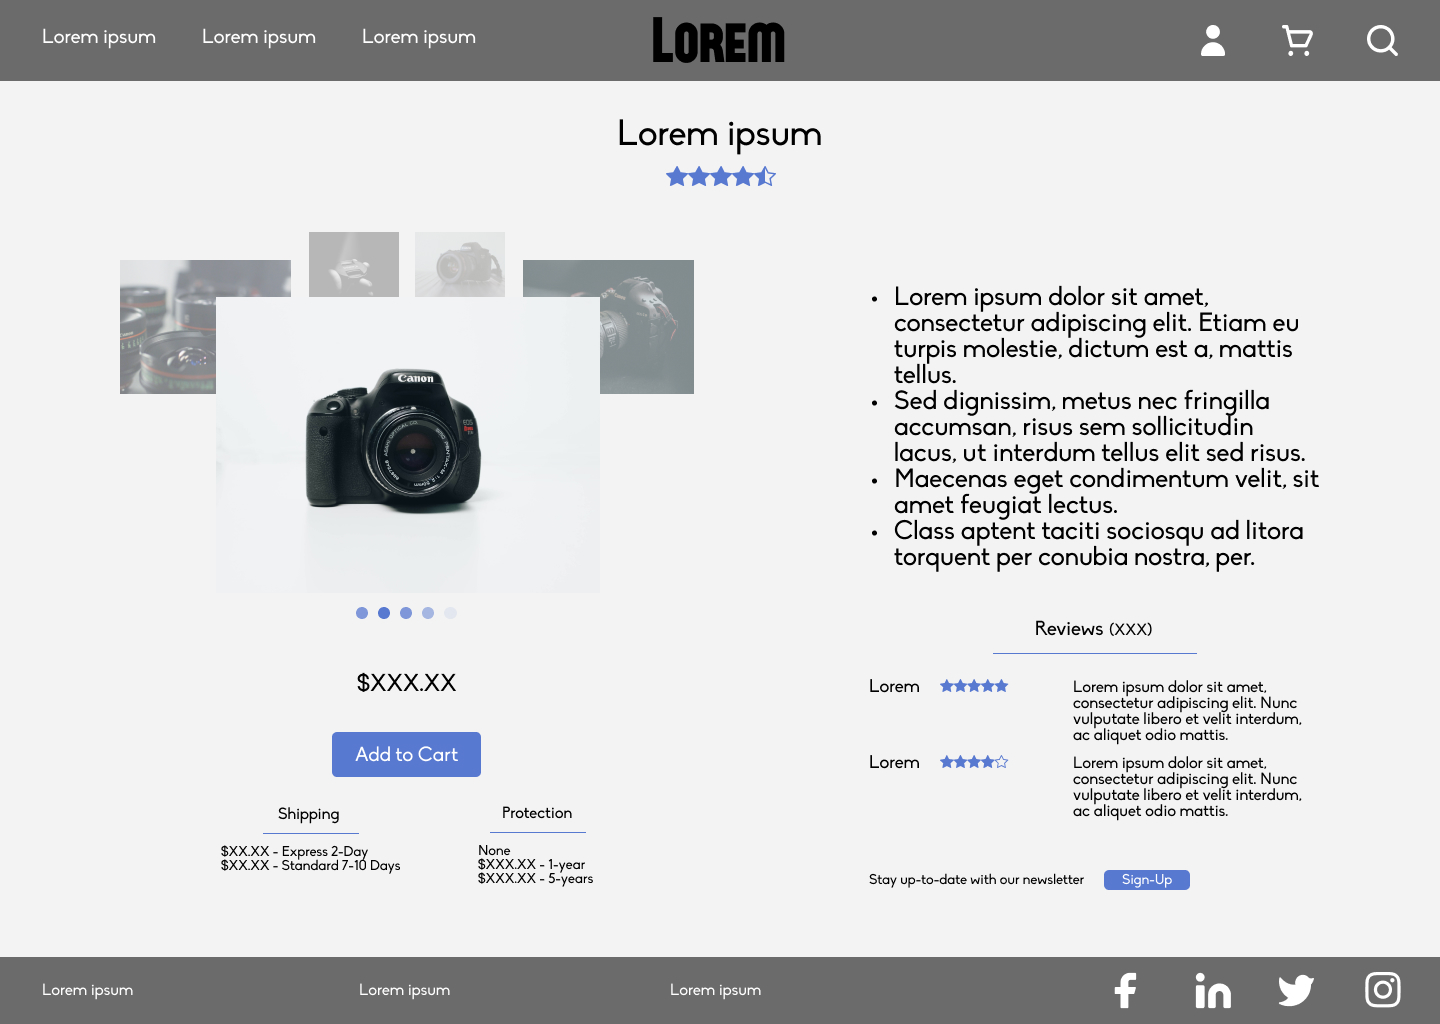 Lorem ipsum Lorem ipsum Lorem ipsum LOREM
Lorem ipsum
Canon
EOS
$XXX.XX
Add to Cart
Shipping
$XX.XX - Express 2-Day
$XX.XX - Standard 7-10 Days
Protection
None
$XXX.XX - 1-year
$XXX.XX - 5-years
• Lorem ipsum dolor sit amet,
consectetur adipiscing elit. Etiam eu
turpis molestie, dictum est a, mattis
tellus.
• Sed dignissim, metus nec fringilla
accumsan, risus sem sollicitudin
lacus, ut interdum tellus elit sed risus.
• Maecenas eget condimentum velit, sit
amet feugiat lectus.
• Class aptent taciti sociosqu ad litora
torquent per conubia nostra, per.
Reviews (XXX)
Lorem
Lorem ipsum dolor sit amet,
consectetur adipiscing elit. Nunc
vulputate libero et velit interdum,
ac aliquet odio mattis.
Lorem
Lorem ipsum dolor sit amet,
consectetur adipiscing elit. Nunc
vulputate libero et velit interdum,
ac aliquet odio mattis.
Stay up-to-date with our newsletter Sign-Up
Lorem ipsum Lorem ipsum Lorem ipsum